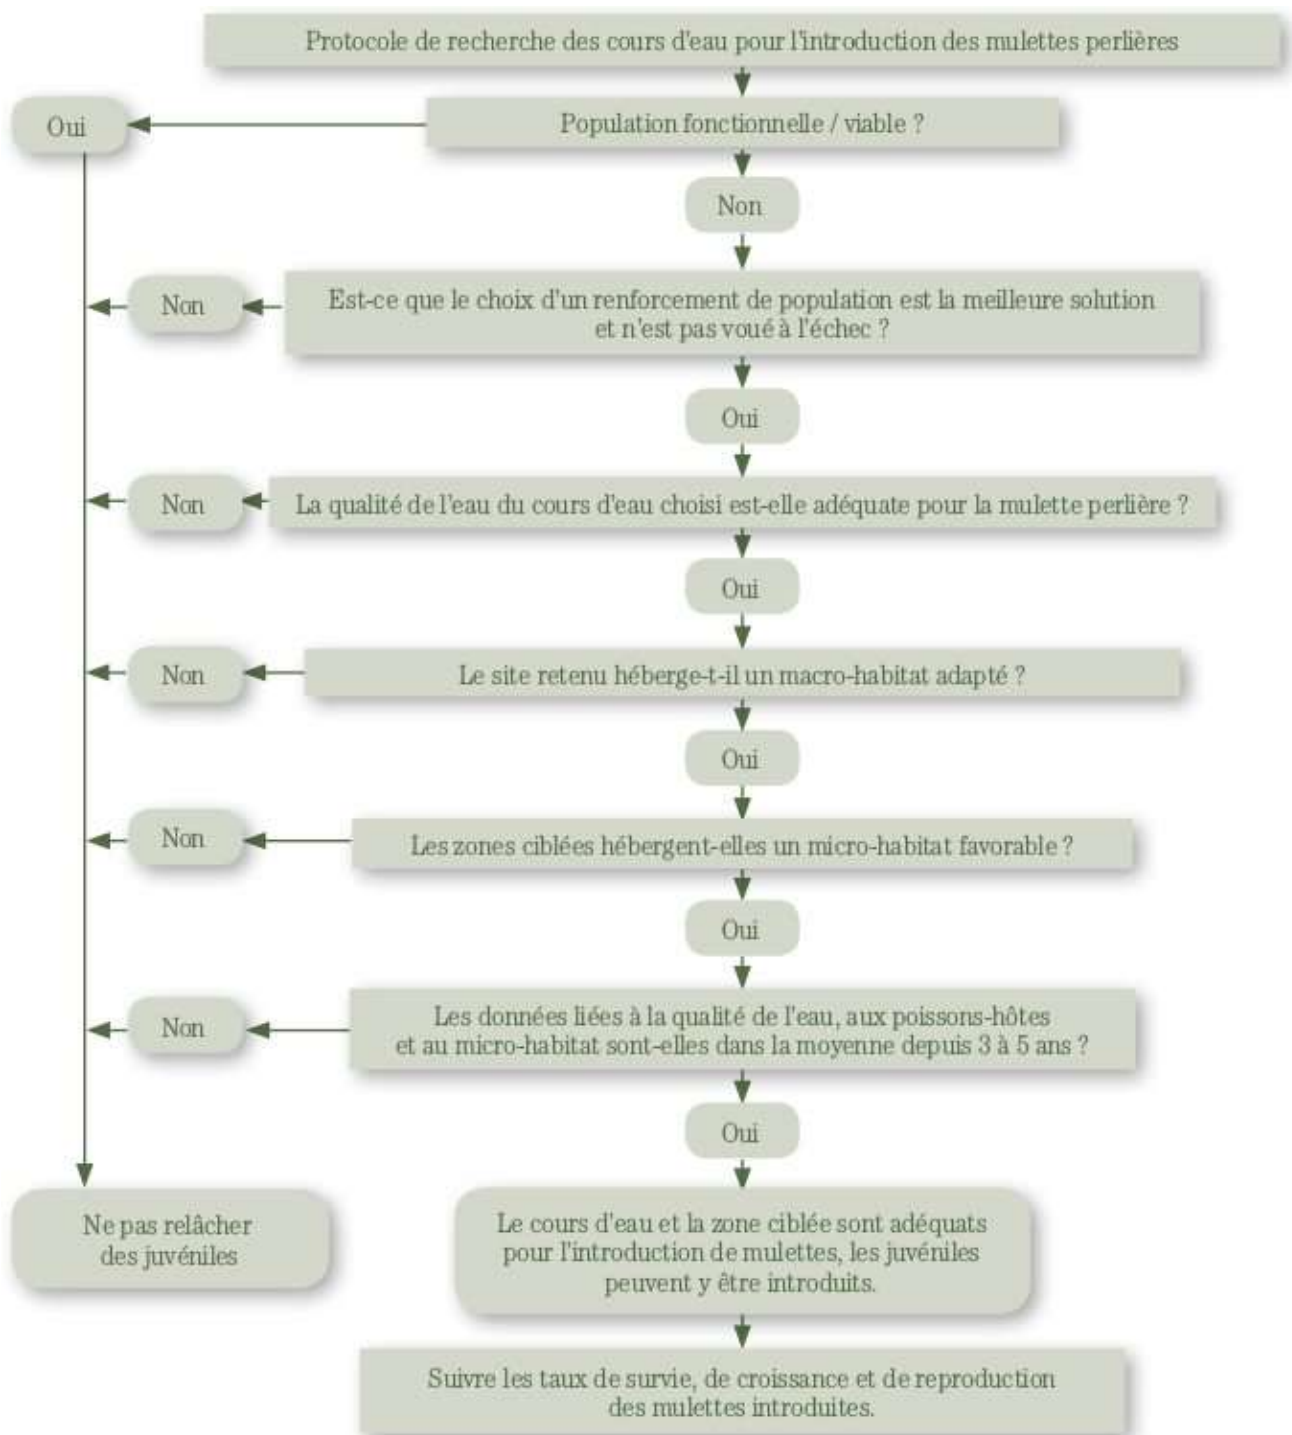 Protocole de recherche des cours d'eau pour l'introduction des mulettes perlières
Oui
Population fonctionnelle / viable ?
Non
Non
Est-ce que le choix d'un renforcement de population est la meilleure solution
et n'est pas voué à l'échec ?
Oui
Non
La qualité de l'eau du cours d'eau choisi est-elle adéquate pour la mulette perlière ?
Oui
Non
Le site retenu héberge-t-il un macro-habitat adapté ?
Oui
Non
Les zones ciblées hébergent-elles un micro-habitat favorable ?
Oui
Non
Les données liées à la qualité de l'eau, aux poissons-hôtes
et au micro-habitat sont-elles dans la moyenne depuis 3 à 5 ans ?
Oui
Ne pas relâcher
des juvéniles
Le cours d'eau et la zone ciblée sont adéquats
pour l'introduction de mulettes, les juvéniles
peuvent y être introduits.
Suivre les taux de survie, de croissance et de reproduction
des mulettes introduites.